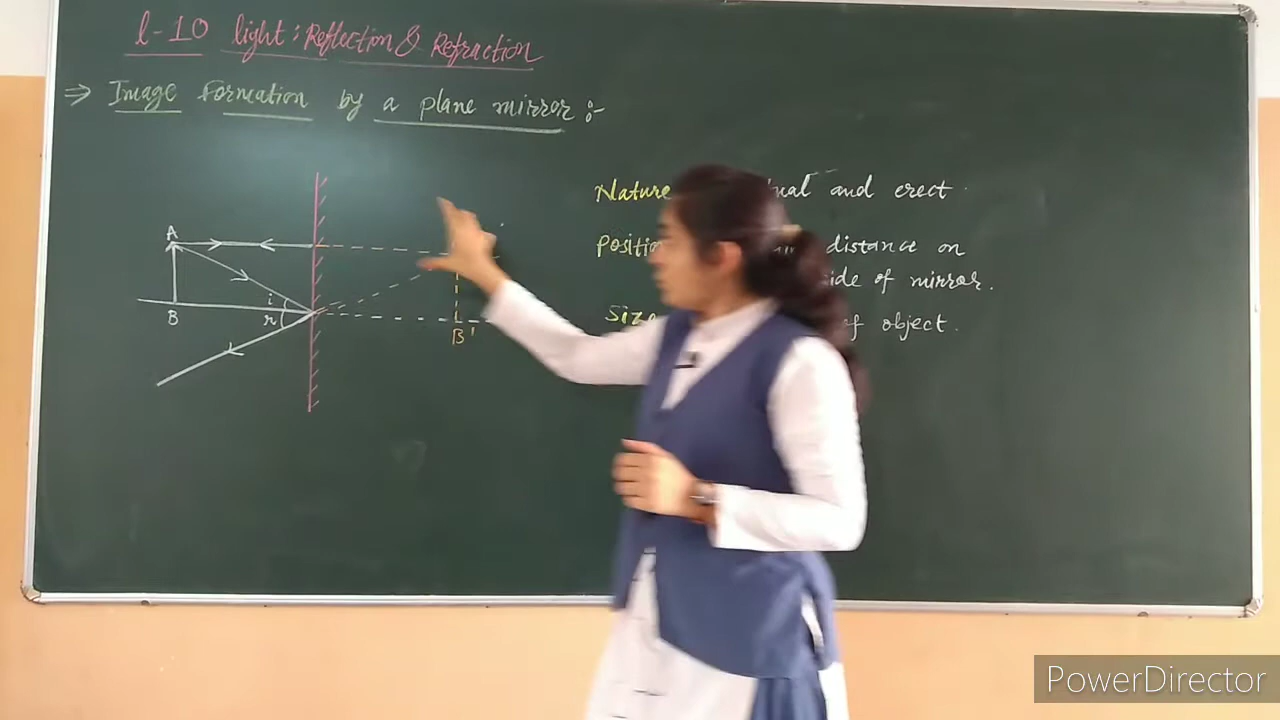 l-10 light: Reflection & Refraction
⇒ Image Formation by a plane mirror :-
A
B
i
r
B'
Nature and erect.
distance on
side of mirror.
Size of object.
PowerDirector